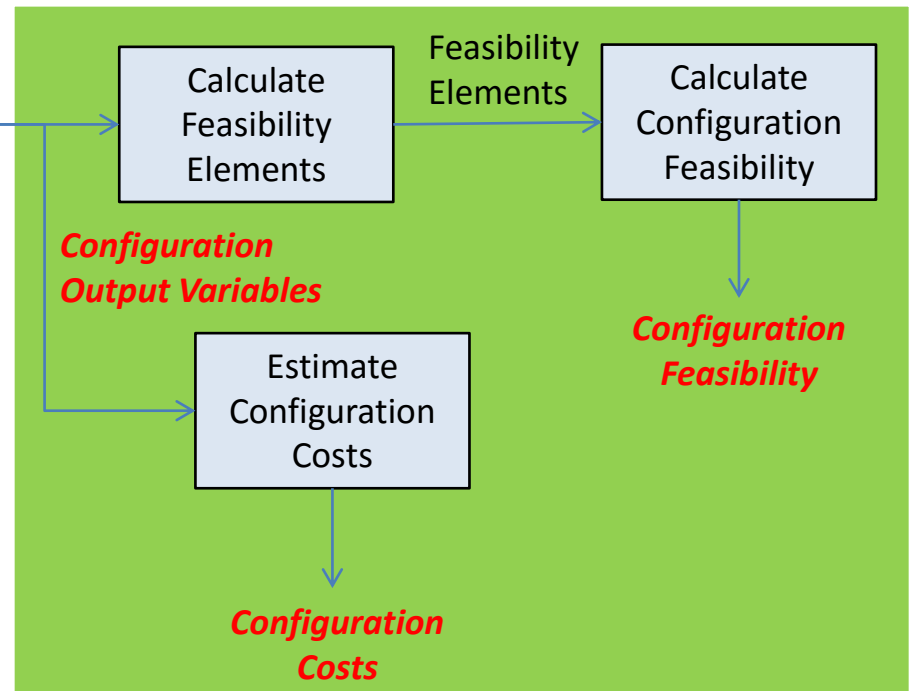 Calculate
Feasibility
Elements
Feasibility
Elements
Calculate
Configuration
Feasibility
Configuration
Output Variables
Configuration
Feasibility
Estimate
Configuration
Costs
Configuration
Costs